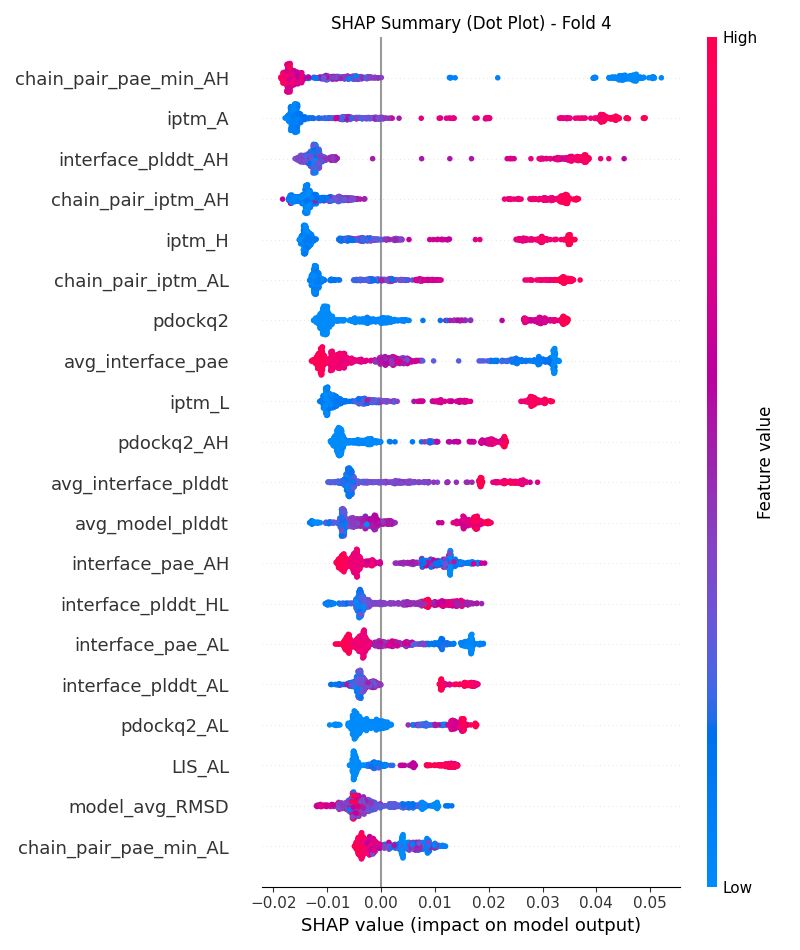 SHAP Summary (Dot Plot) - Fold 4
High
chain_pair_pae_min_AH
iptm_A
interface_plddt_AH
chain_pair_iptm_AH
iptm_H
chain_pair_iptm_AL
pdockq2
avg_interface_pae
iptm_L
pdockq2_AH
avg_interface_plddt
avg_model_plddt
interface_pae_AH
interface_plddt_HL
interface_pae_AL
interface_plddt_AL
pdockq2_AL
LIS_AL
model_avg_RMSD
chain_pair_pae_min_AL
Feature value
Low
−0.02 −0.01 0.00 0.01 0.02 0.03 0.04 0.05
SHAP value (impact on model output)